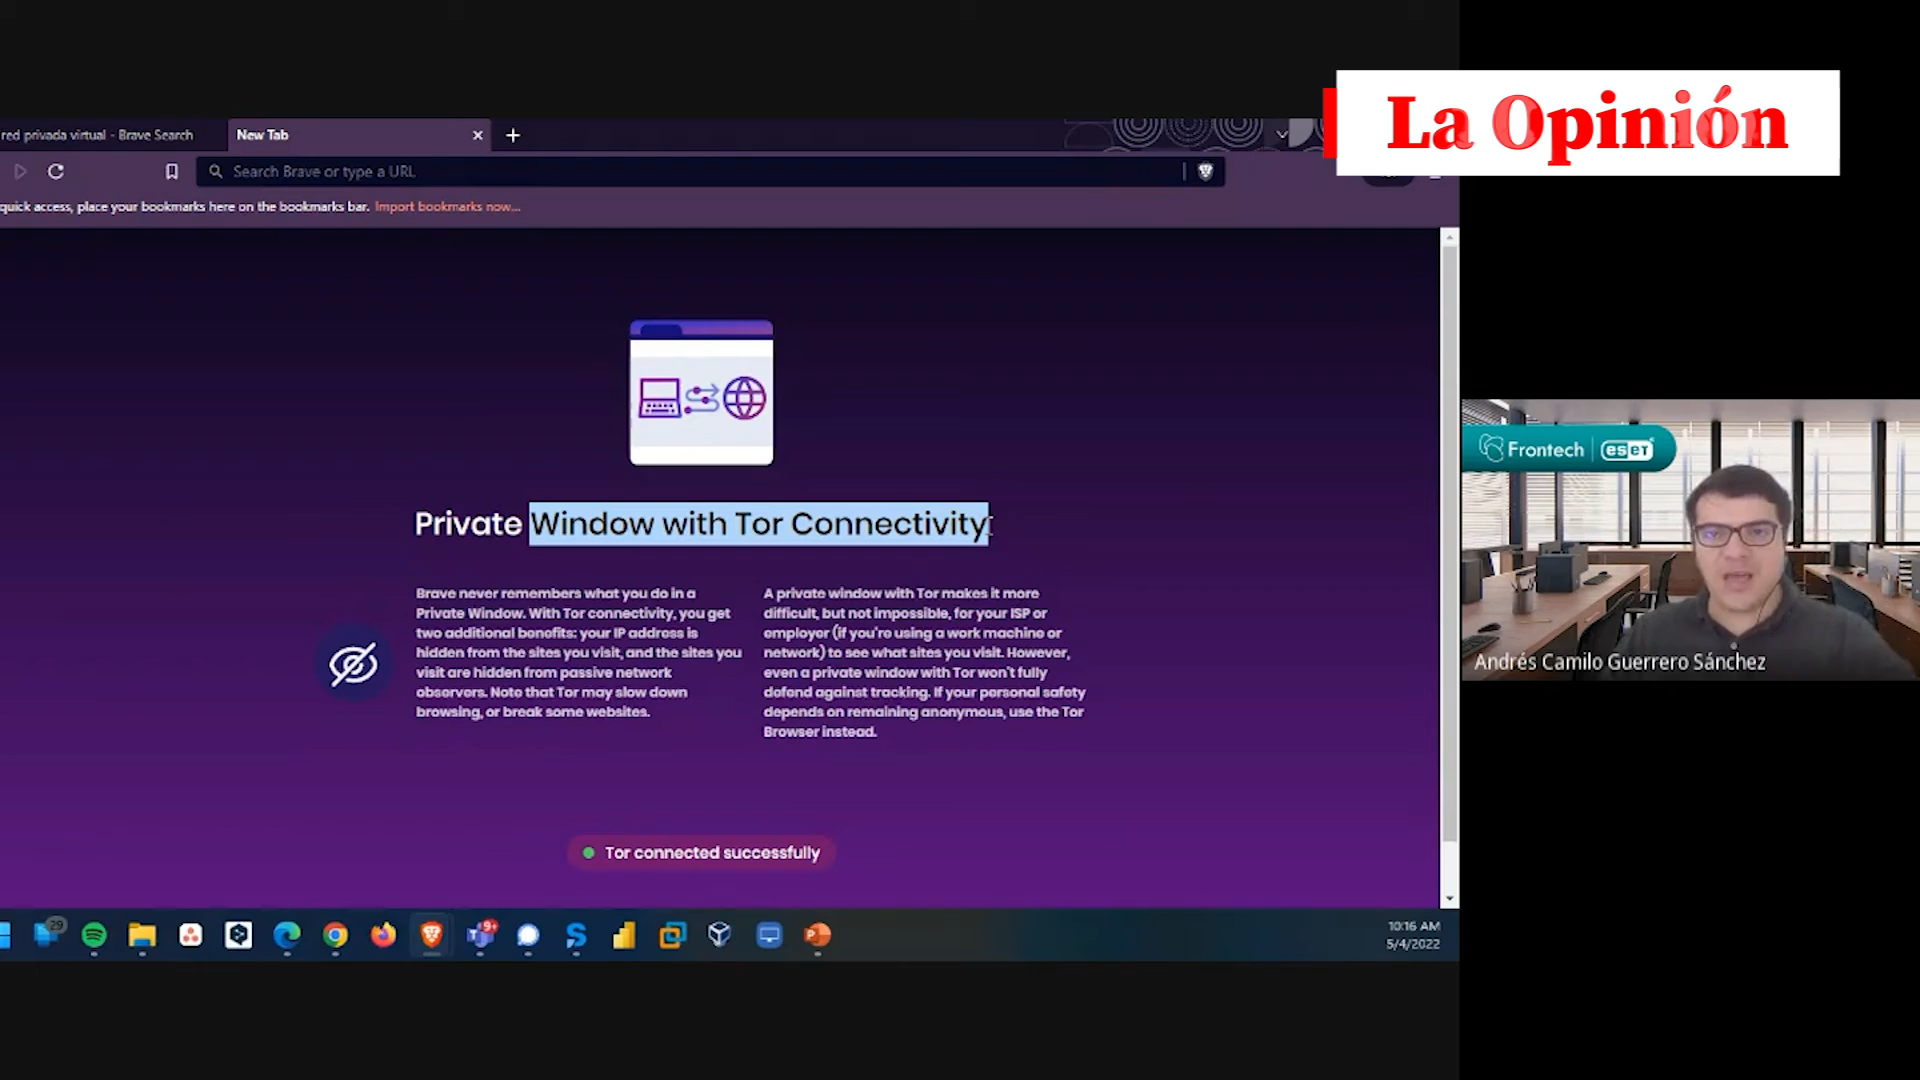 La Opinión
red privada virtual - Brave Search
New Tab
Search Brave or type a URL
quick access, place your bookmarks here on the bookmarks bar. Import bookmarks now...
Frontech | eset
Private Window with Tor Connectivity
Brave never remembers what you do in a
Private Window. With Tor connectivity, you get
two additional benefits: your IP address is
hidden from the sites you visit, and the sites you
visit are hidden from passive network
observers. Note that Tor may slow down
browsing, or break some websites.
A private window with Tor makes it more
difficult, but not impossible, for your ISP or
employer (if you're using a work machine or
network) to see what sites you visit. However,
even a private window with Tor won't fully
defend against tracking. If your personal safety
depends on remaining anonymous, use the Tor
Browser instead.
Andrés Camilo Guerrero Sánchez
Tor connected successfully
29
9+
10:16 AM
5/4/2022